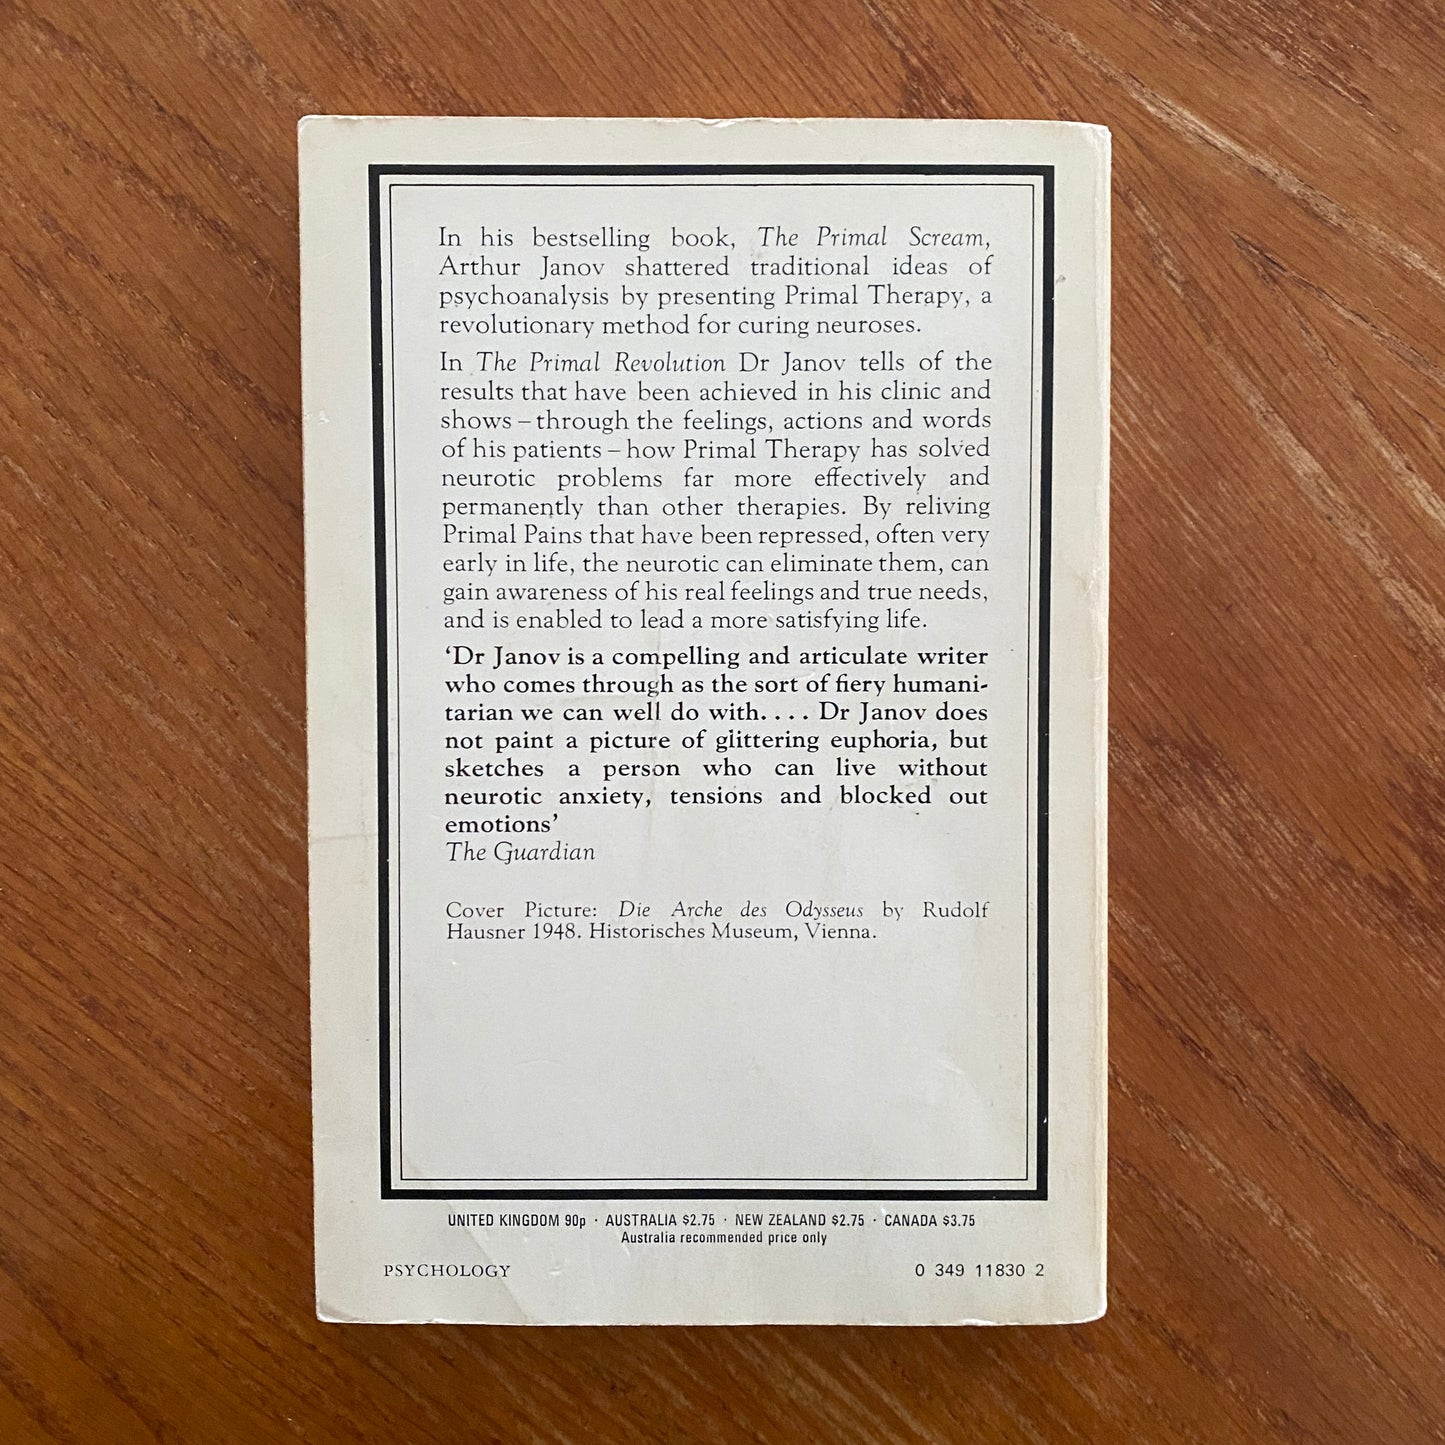 In his bestselling book, The Primal Scream,
Arthur Janov shattered traditional ideas of
psychoanalysis by presenting Primal Therapy, a
revolutionary method for curing neuroses.
In The Primal Revolution Dr Janov tells of the
results that have been achieved in his clinic and
shows – through the feelings, actions and words
of his patients – how Primal Therapy has solved
neurotic problems far more effectively and
permanently than other therapies. By reliving
Primal Pains that have been repressed, often very
early in life, the neurotic can eliminate them, can
gain awareness of his real feelings and true needs,
and is enabled to lead a more satisfying life.
‘Dr Janov is a compelling and articulate writer
who comes through as the sort of fiery humani-
tarian we can well do with. . . . Dr Janov does
not paint a picture of glittering euphoria, but
sketches a person who can live without
neurotic anxiety, tensions and blocked out
emotions’
The Guardian
Cover Picture: Die Arche des Odysseus by Rudolf
Hausner 1948. Historisches Museum, Vienna.
UNITED KINGDOM 90p · AUSTRALIA $2.75 · NEW ZEALAND $2.75 · CANADA $3.75
Australia recommended price only
PSYCHOLOGY 0 349 11830 2